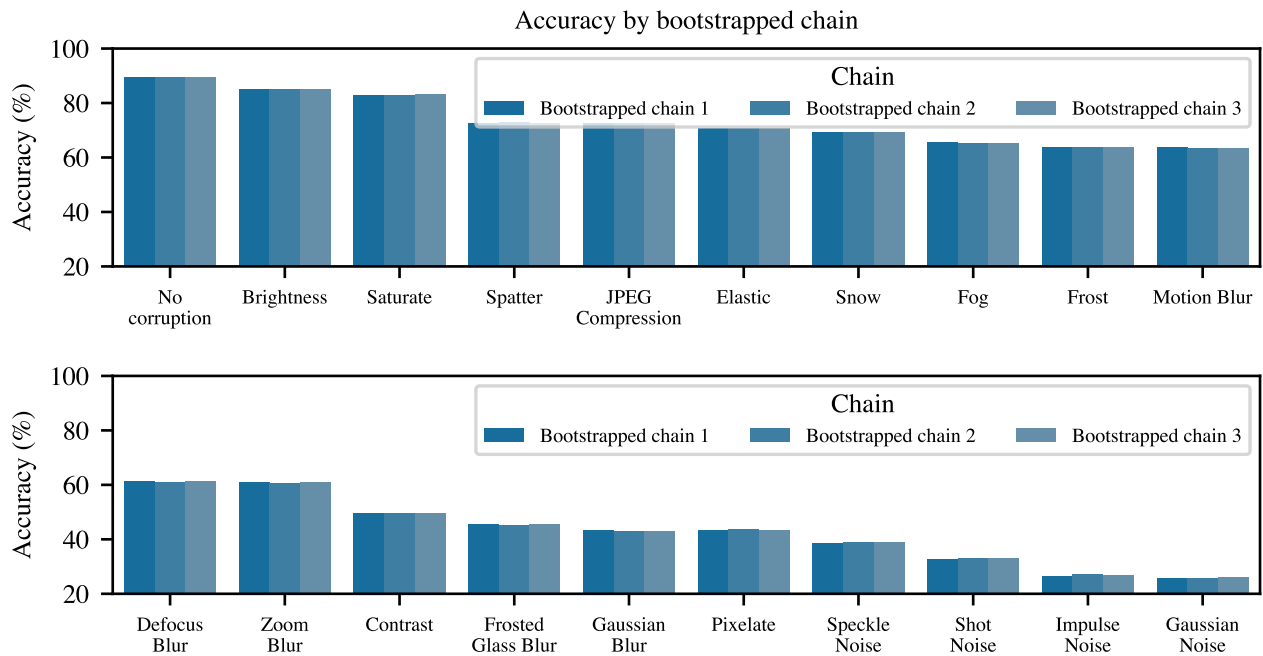 Accuracy by bootstrapped chain
Accuracy (%)
100
80
60
40
20
Chain
Bootstrapped chain 1 Bootstrapped chain 2 Bootstrapped chain 3
No corruption
Brightness
Saturate
Spatter
JPEG Compression
Elastic
Snow
Fog
Frost
Motion Blur
Accuracy (%)
100
80
60
40
20
Chain
Bootstrapped chain 1 Bootstrapped chain 2 Bootstrapped chain 3
Defocus Blur
Zoom Blur
Contrast
Frosted Glass Blur
Gaussian Blur
Pixelate
Speckle Noise
Shot Noise
Impulse Noise
Gaussian Noise